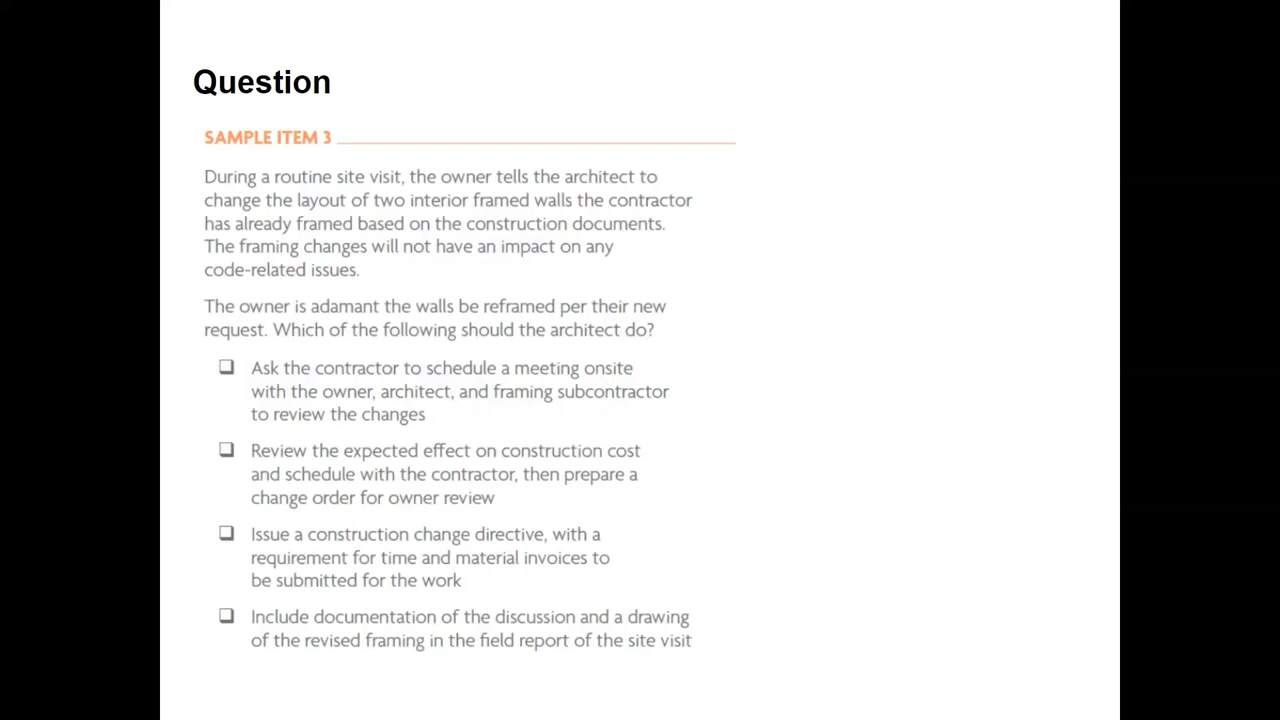 Question
SAMPLE ITEM 3
During a routine site visit, the owner tells the architect to
change the layout of two interior framed walls the contractor
has already framed based on the construction documents.
The framing changes will not have an impact on any
code-related issues.
The owner is adamant the walls be reframed per their new
request. Which of the following should the architect do?
Ask the contractor to schedule a meeting onsite
with the owner, architect, and framing subcontractor
to review the changes
Review the expected effect on construction cost
and schedule with the contractor, then prepare a
change order for owner review
Issue a construction change directive, with a
requirement for time and material invoices to
be submitted for the work
Include documentation of the discussion and a drawing
of the revised framing in the field report of the site visit